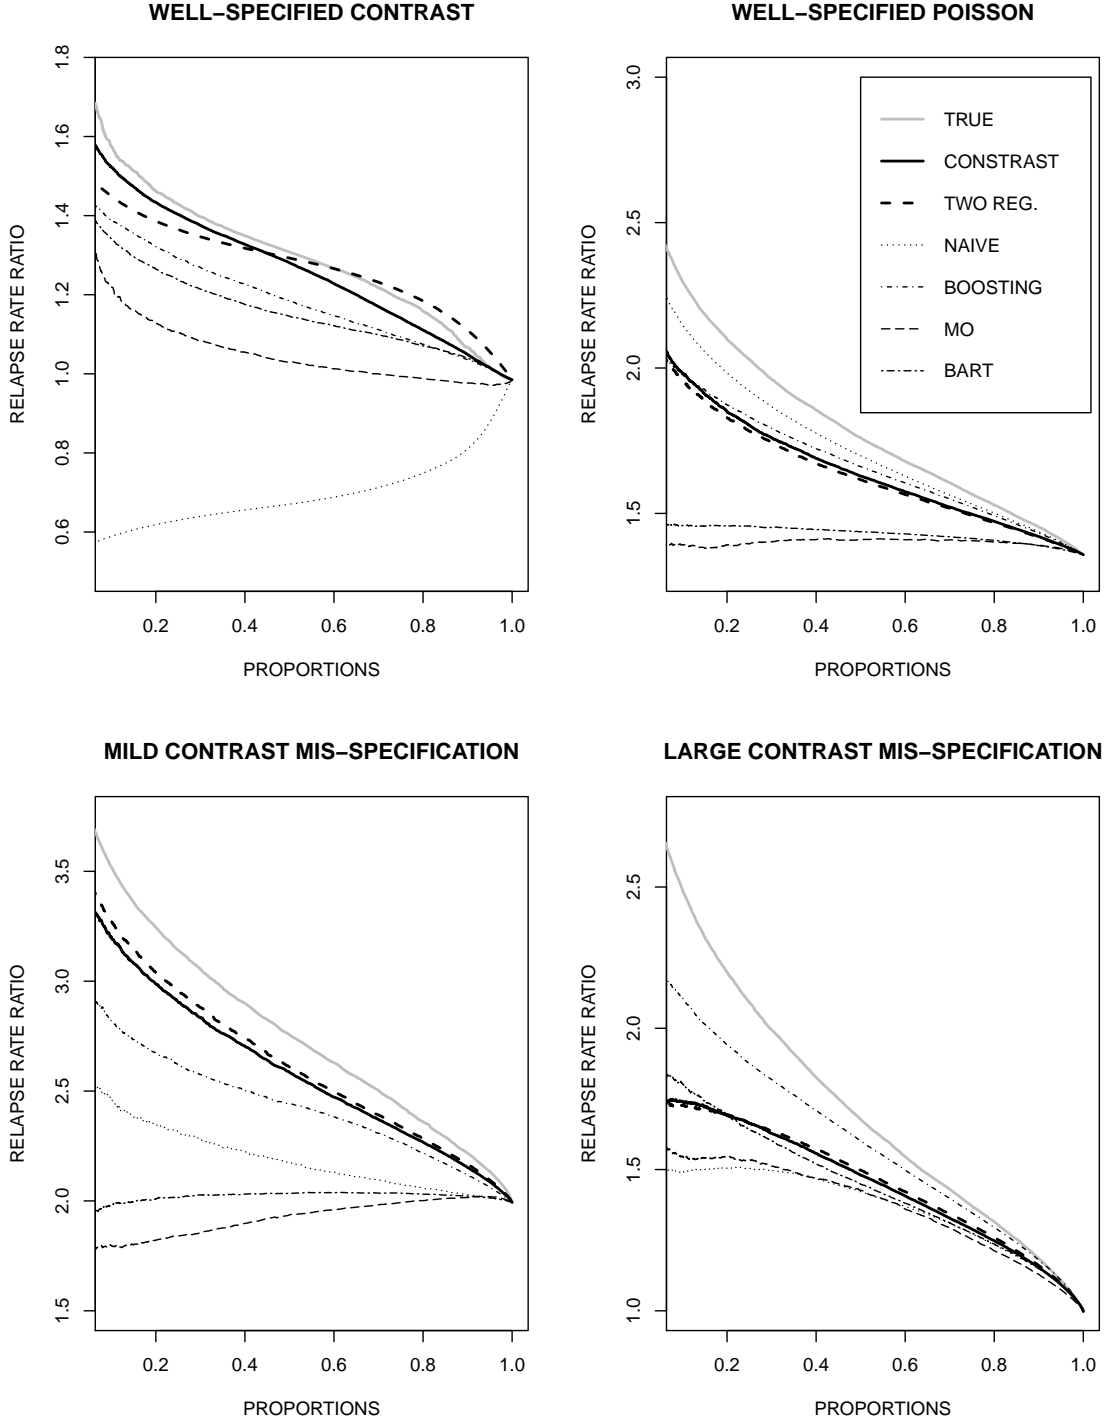 WELL−SPECIFIED CONTRAST
RELAPSE RATE RATIO
1.8
1.6
1.4
1.2
1.0
0.8
0.6
0.2 0.4 0.6 0.8 1.0
PROPORTIONS
WELL−SPECIFIED POISSON
RELAPSE RATE RATIO
3.0
2.5
2.0
1.5
TRUE
CONSTRAST
TWO REG.
NAIVE
BOOSTING
MO
BART
0.2 0.4 0.6 0.8 1.0
PROPORTIONS
MILD CONTRAST MIS−SPECIFICATION
RELAPSE RATE RATIO
3.5
3.0
2.5
2.0
1.5
0.2 0.4 0.6 0.8 1.0
PROPORTIONS
LARGE CONTRAST MIS−SPECIFICATION
RELAPSE RATE RATIO
2.5
2.0
1.5
1.0
0.2 0.4 0.6 0.8 1.0
PROPORTIONS